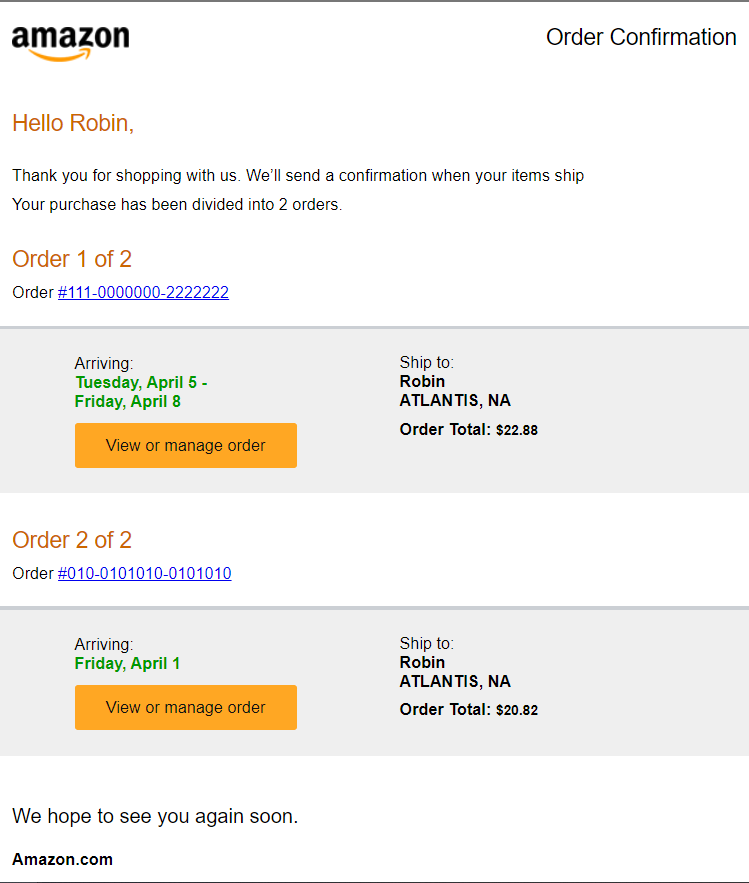 amazon
Order Confirmation
Hello Robin,
Thank you for shopping with us. We’ll send a confirmation when your items ship
Your purchase has been divided into 2 orders.
Order 1 of 2
Order #111-0000000-2222222
Arriving:
Tuesday, April 5 -
Friday, April 8
View or manage order
Ship to:
Robin
ATLANTIS, NA
Order Total: $22.88
Order 2 of 2
Order #010-0101010-0101010
Arriving:
Friday, April 1
View or manage order
Ship to:
Robin
ATLANTIS, NA
Order Total: $20.82
We hope to see you again soon.
Amazon.com